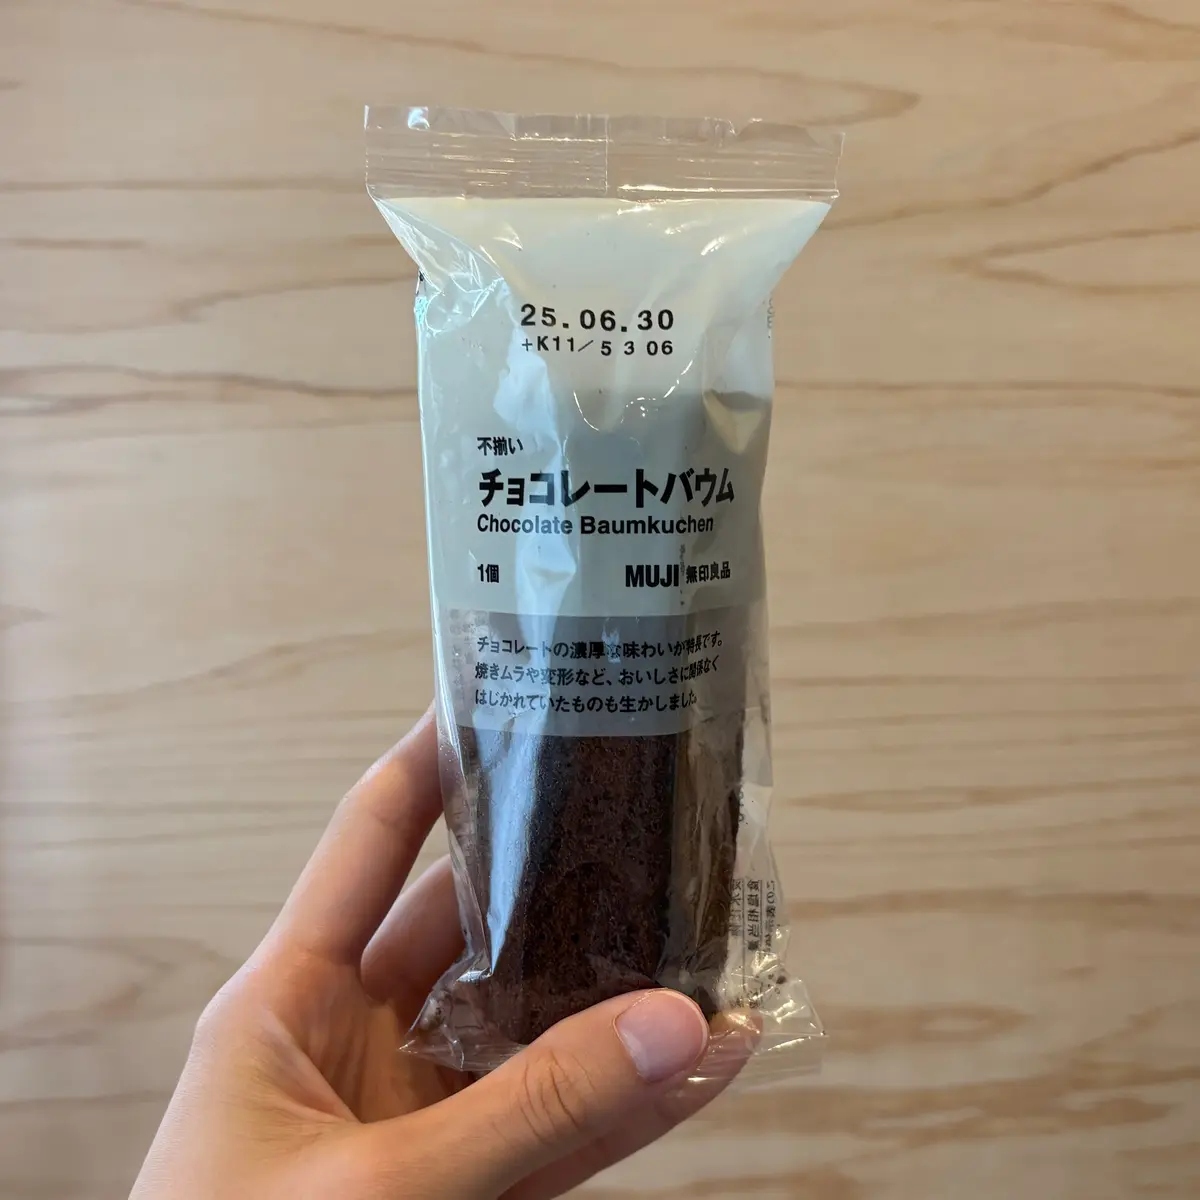 25.06.30
+K11/ 5 3 06
不揃い
チョコレートバウム
Chocolate Baumkuchen
1個 MUJI 無印良品
チョコレートの濃厚な味わいが特長です。
焼きムラや変形など、おいしさに関係なく
はじかれていたものも生かしました。